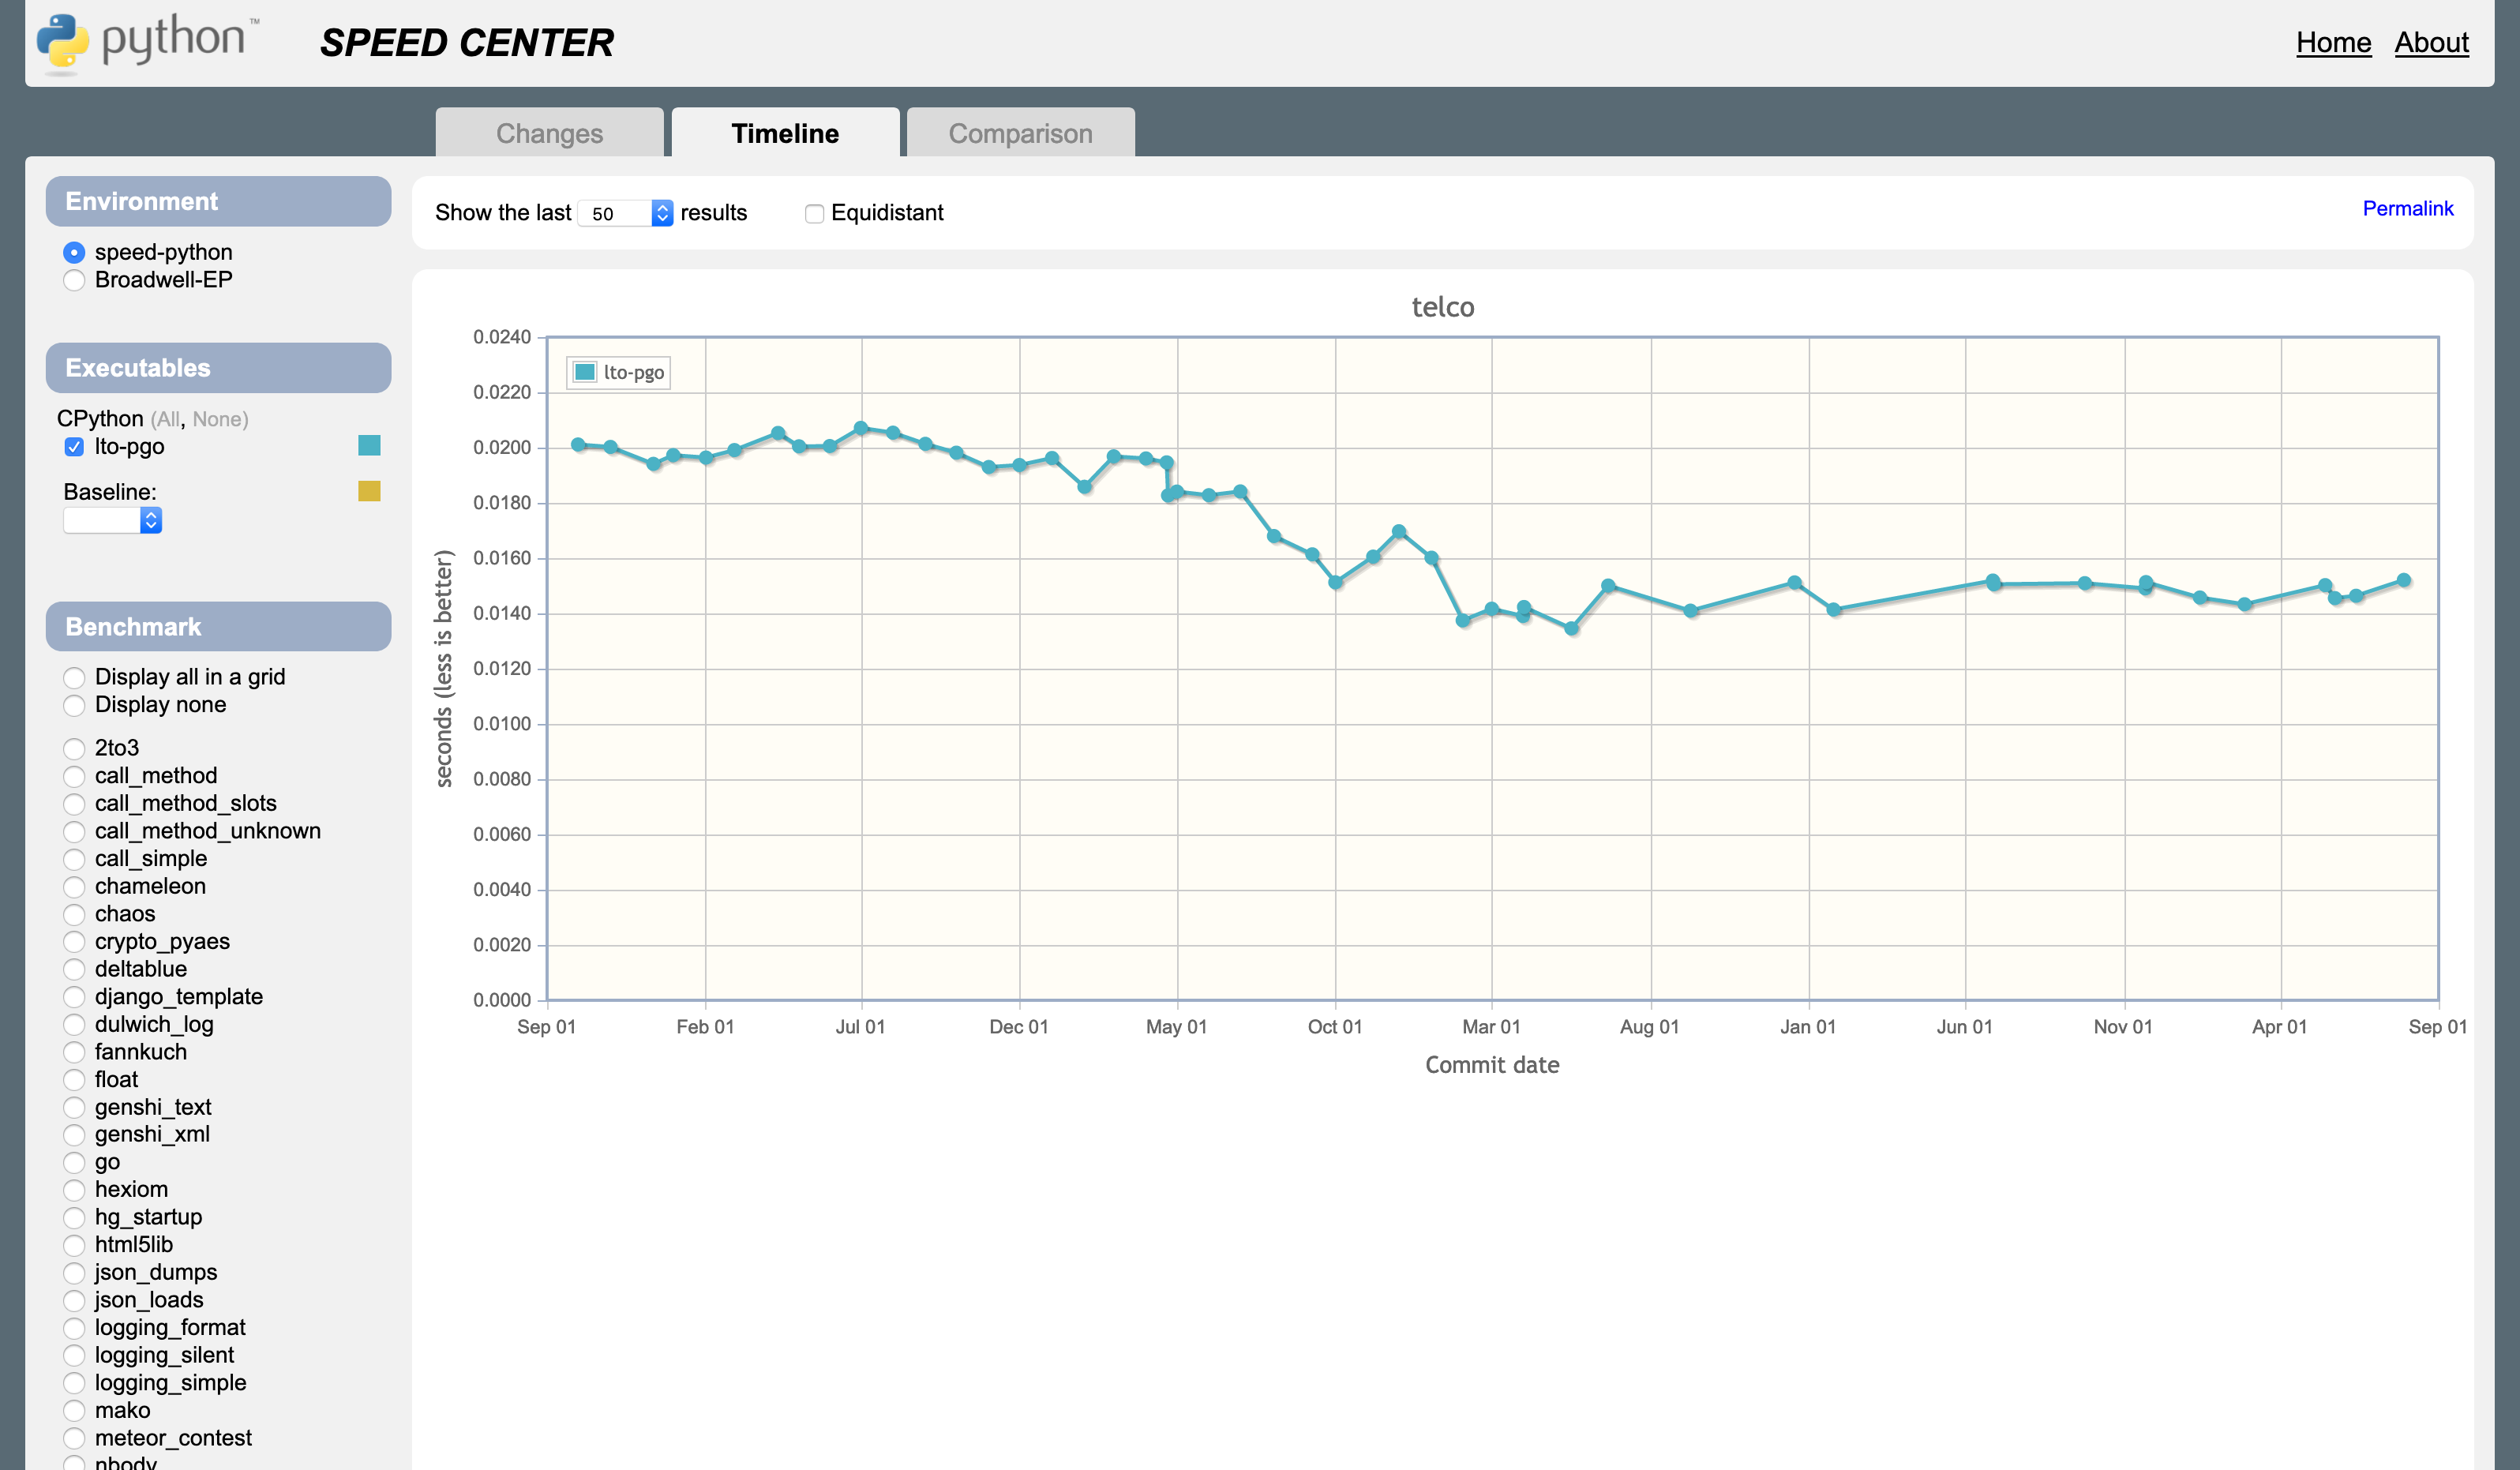 python™
SPEED CENTER
Home About
Changes
Timeline
Comparison
Environment
speed-python
Broadwell-EP
Executables
CPython (All, None)
lto-pgo
Baseline:
Benchmark
Display all in a grid
Display none
2to3
call_method
call_method_slots
call_method_unknown
call_simple
chameleon
chaos
crypto_pyaes
deltablue
django_template
dulwich_log
fannkuch
float
genshi_text
genshi_xml
go
hexiom
hg_startup
html5lib
json_dumps
json_loads
logging_format
logging_silent
logging_simple
mako
meteor_contest
nbody
Show the last 50 results
Equidistant
Permalink
telco
lto-pgo
seconds (less is better)
0.0240
0.0220
0.0200
0.0180
0.0160
0.0140
0.0120
0.0100
0.0080
0.0060
0.0040
0.0020
0.0000
Sep 01 Feb 01 Jul 01 Dec 01 May 01 Oct 01 Mar 01 Aug 01 Jan 01 Jun 01 Nov 01 Apr 01 Sep 01
Commit date